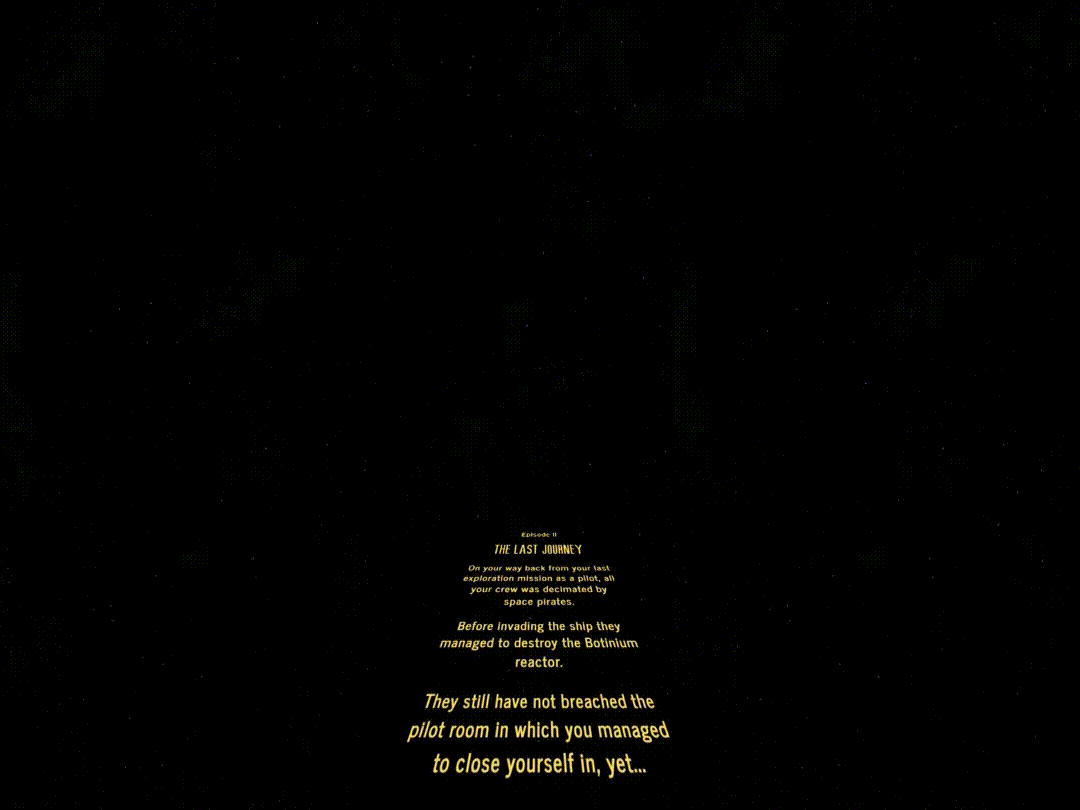 Episode II
THE LAST JOURNEY
On your way back from your last
exploration mission as a pilot, all
your crew was decimated by
space pirates.
Before invading the ship they
managed to destroy the Botinium
reactor.
They still have not breached the
pilot room in which you managed
to close yourself in, yet...